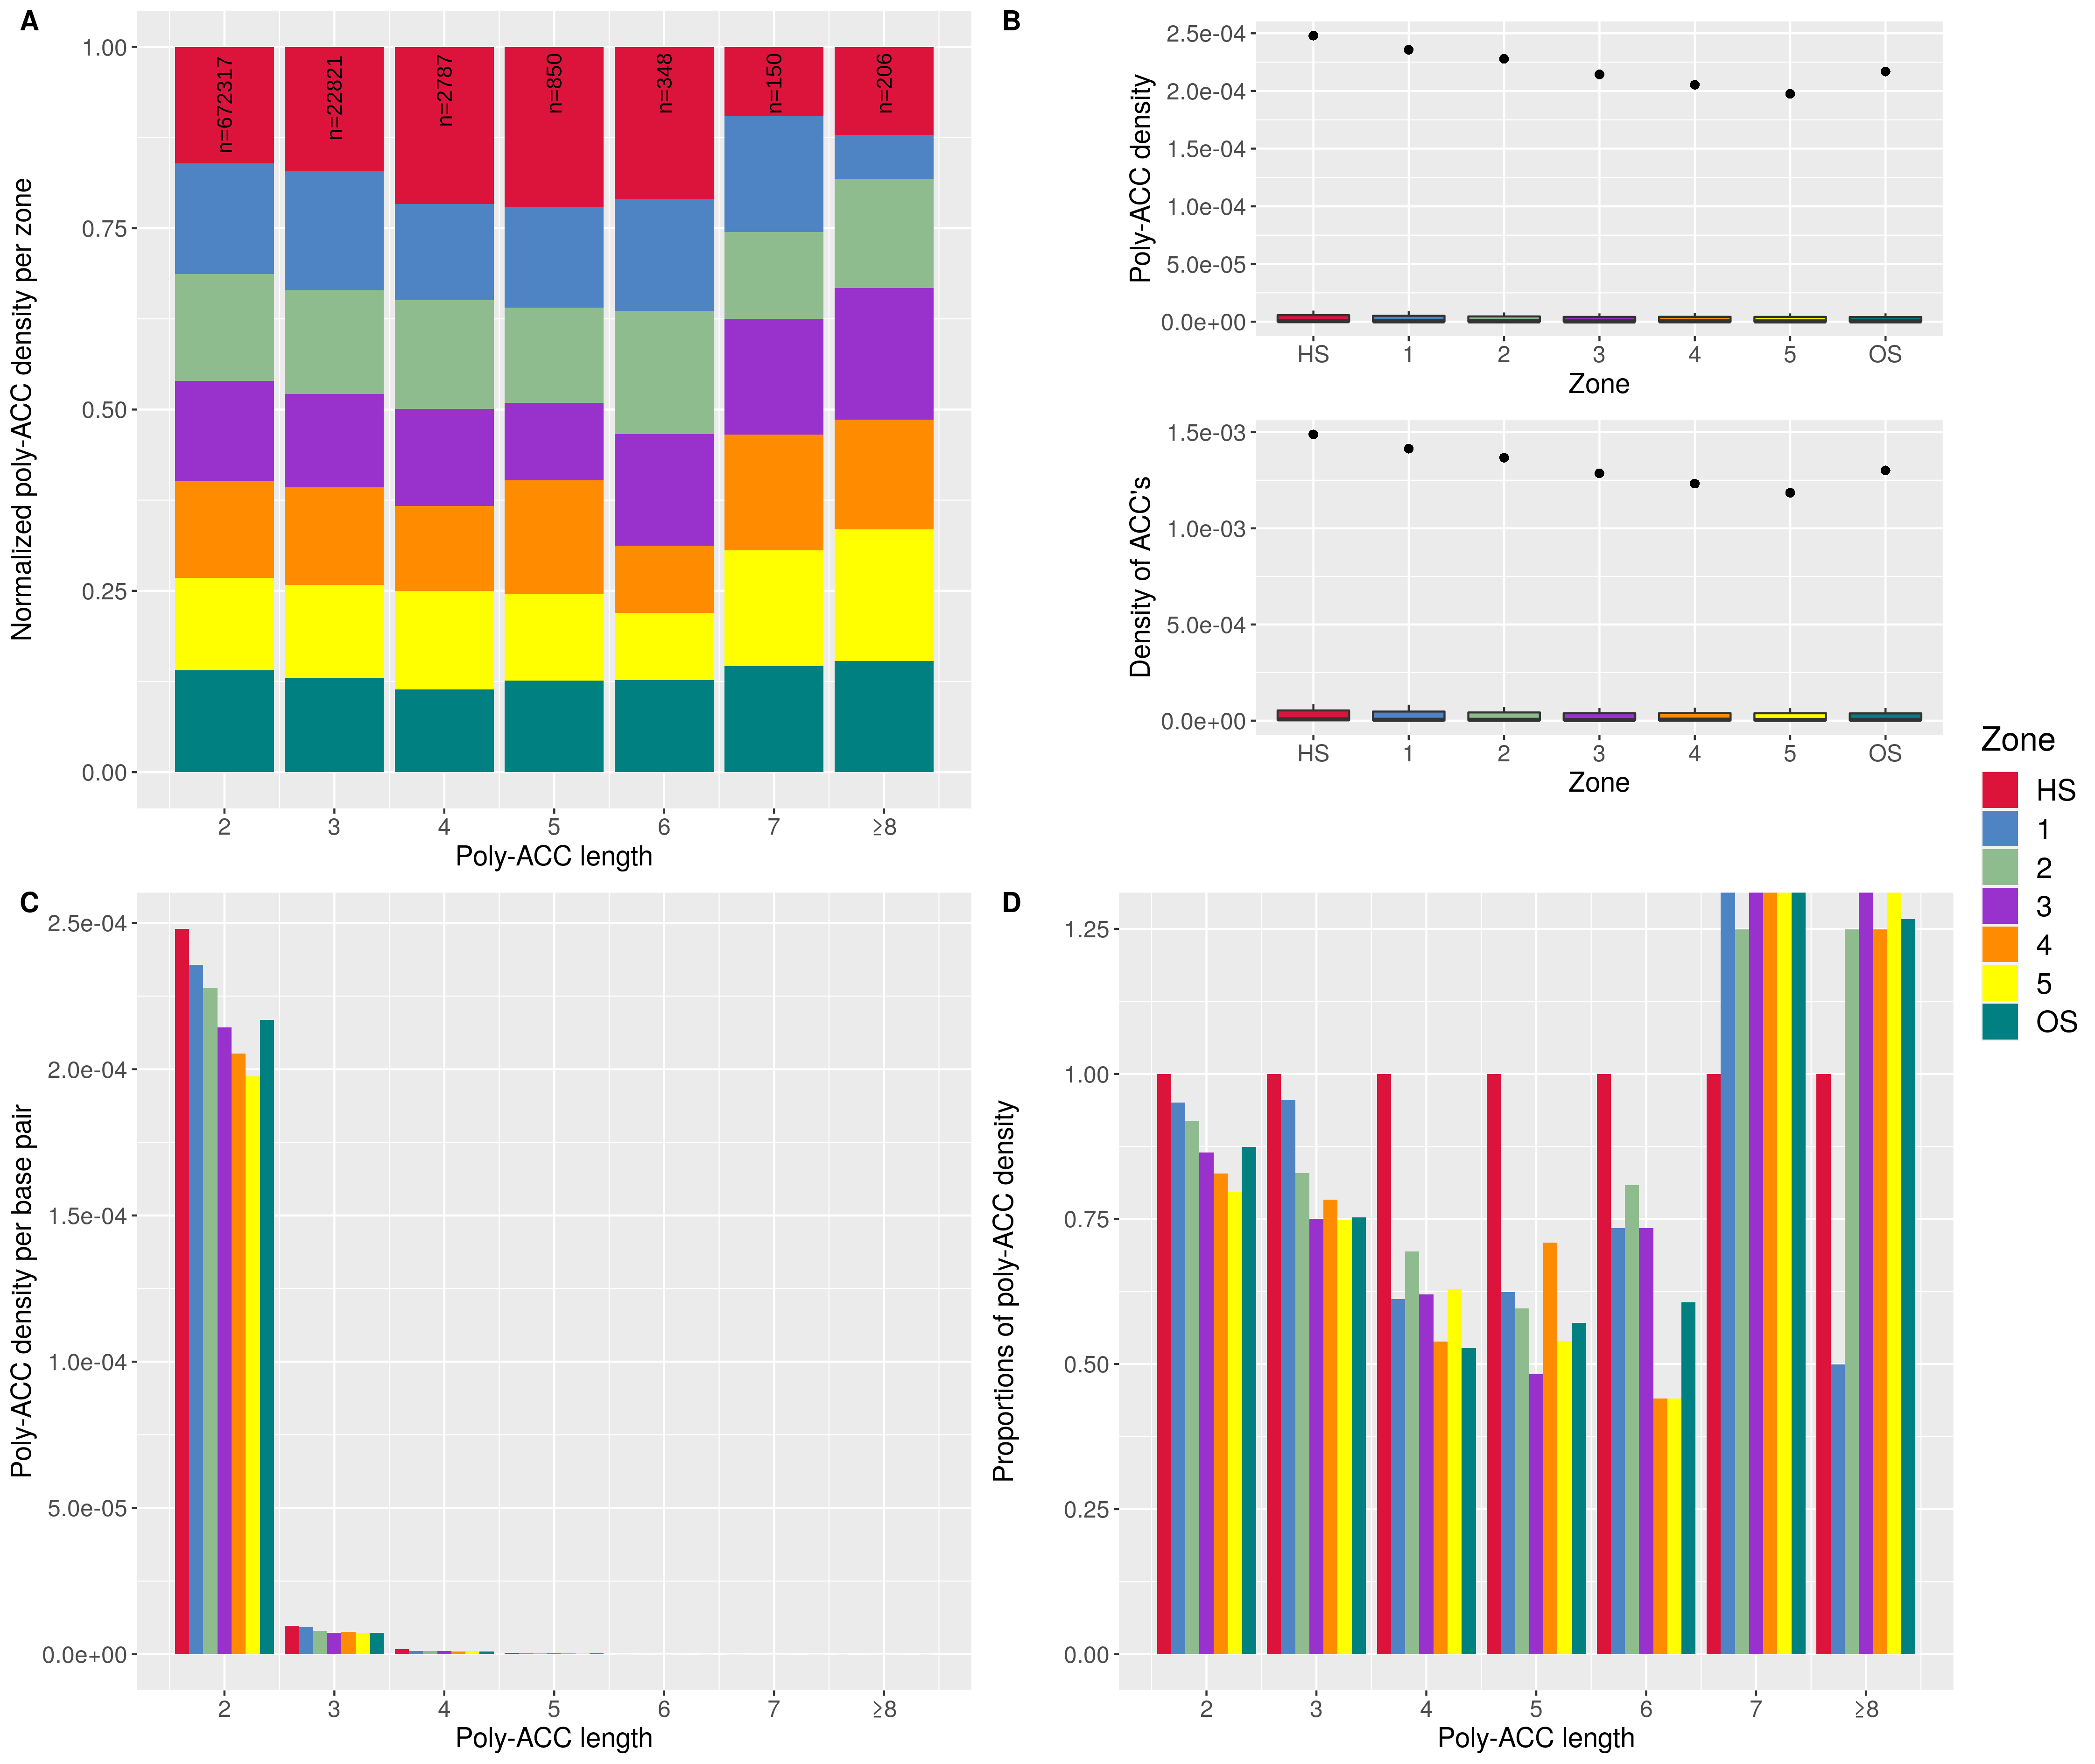 A
Normalized poly-ACC density per zone
1.00
0.75
0.50
0.25
0.00
n=672317
n=22821
n=2787
n=850
n=348
n=150
n=206
2 3 4 5 6 7 ≥8
Poly-ACC length
B
Poly-ACC density
2.5e-04
2.0e-04
1.5e-04
1.0e-04
5.0e-05
0.0e+00
HS 1 2 3 4 5 OS
Zone
Density of ACC's
1.5e-03
1.0e-03
5.0e-04
0.0e+00
HS 1 2 3 4 5 OS
Zone
Zone
HS
1
2
3
4
5
OS
C
Poly-ACC density per base pair
2.5e-04
2.0e-04
1.5e-04
1.0e-04
5.0e-05
0.0e+00
2 3 4 5 6 7 ≥8
Poly-ACC length
D
Proportions of poly-ACC density
1.25
1.00
0.75
0.50
0.25
0.00
2 3 4 5 6 7 ≥8
Poly-ACC length